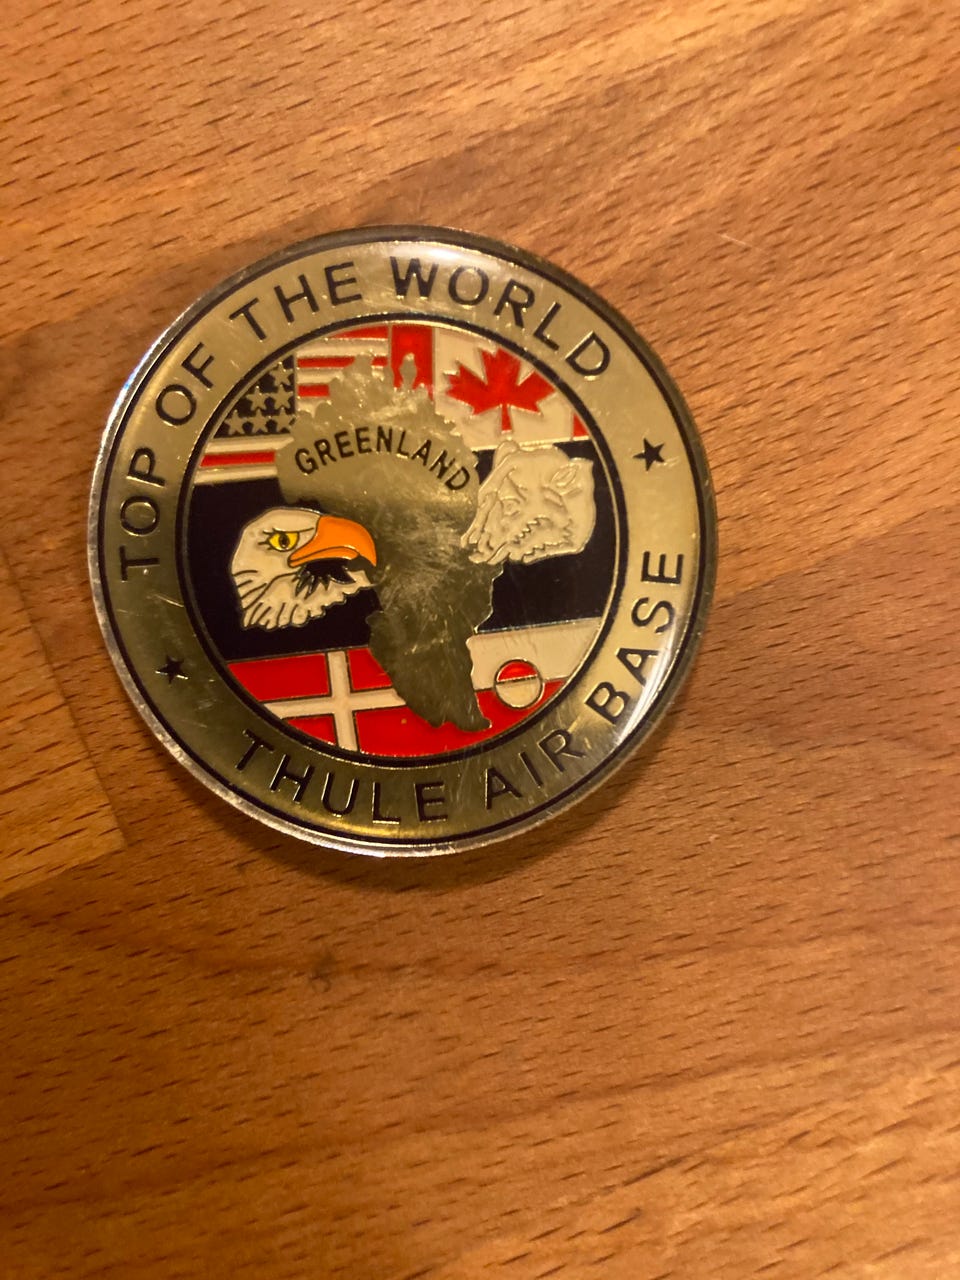 TOP OF THE WORLD
GREENLAND
THULE AIR BASE